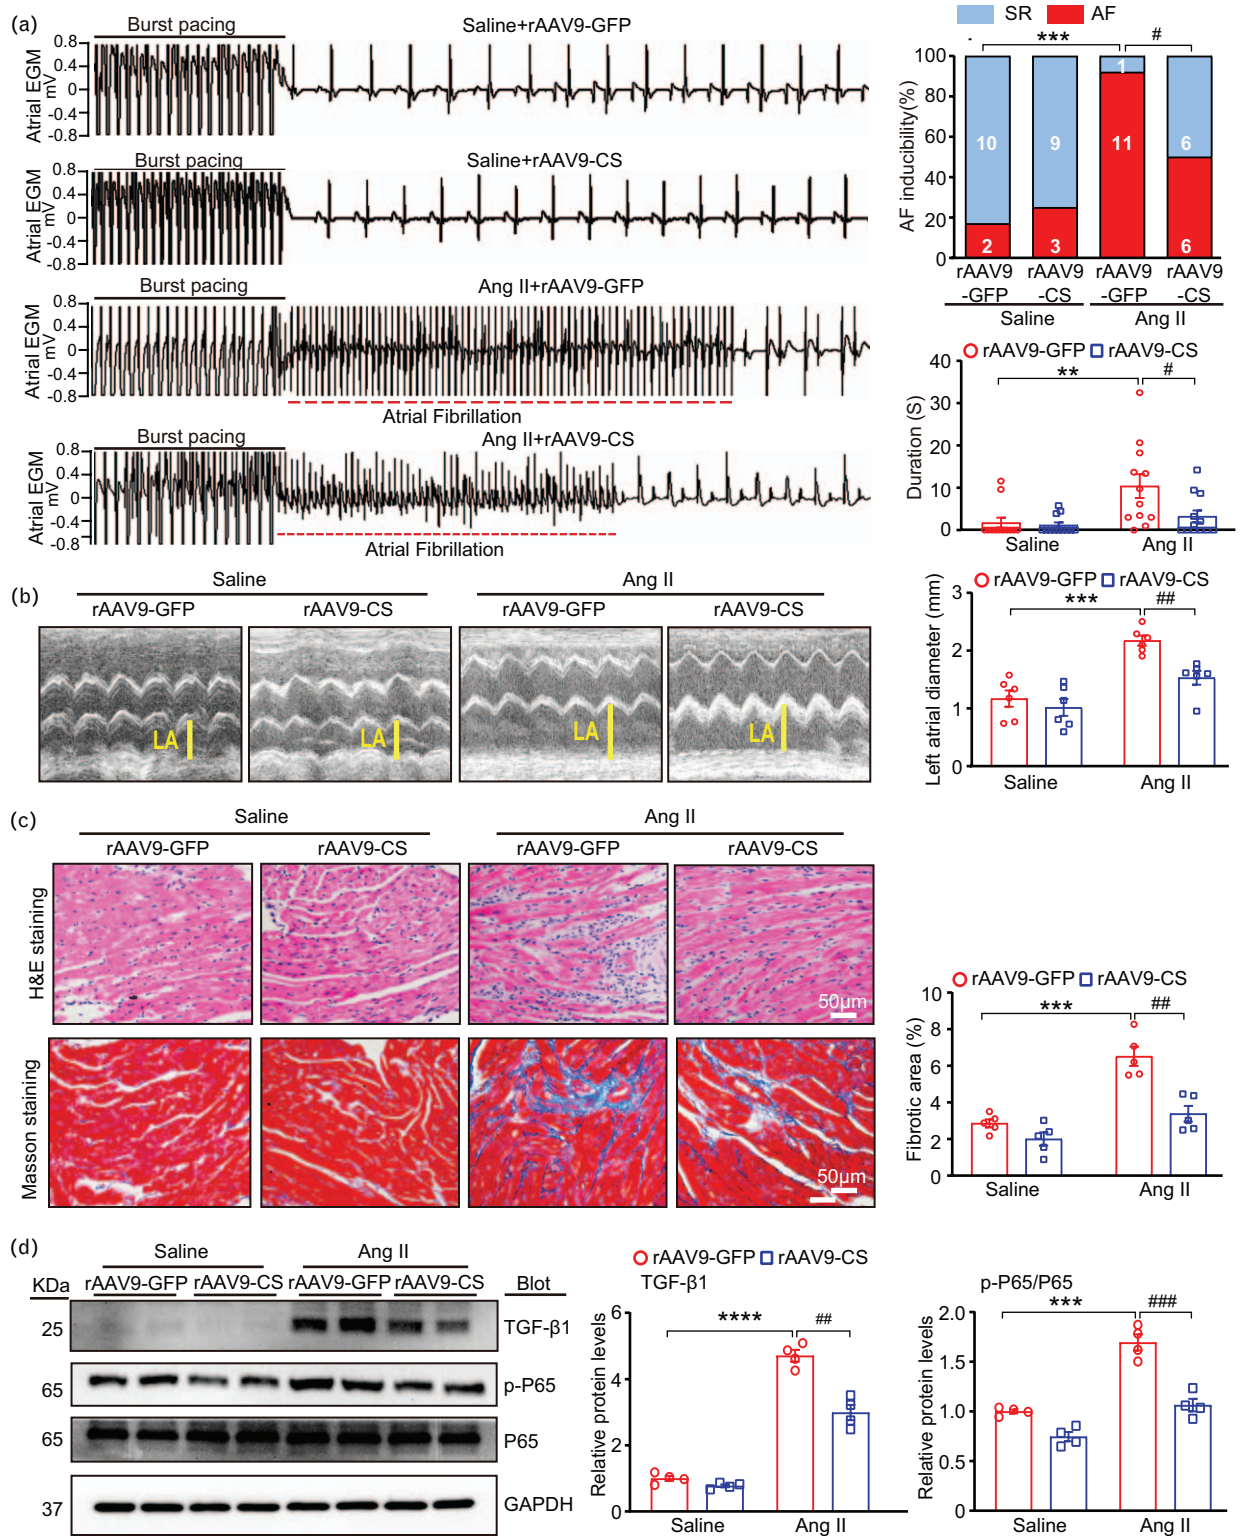 (a)
Burst pacing
Saline+rAAV9-GFP
Atrial EGM
mV
0.8
0.4
0
-0.4
-0.8
Burst pacing
Saline+rAAV9-CS
Atrial EGM
mV
0.8
0.4
0
-0.4
-0.8
Burst pacing
Ang II+rAAV9-GFP
Atrial EGM
mV
0.8
0.4
0
-0.4
-0.8
Atrial Fibrillation
Burst pacing
Ang II+rAAV9-CS
Atrial EGM
mV
0.8
0.4
0
-0.4
-0.8
Atrial Fibrillation
SR AF
*** #
AF inducibility(%)
100
80
60
40
20
0
10 9 1 6
2 3 11 6
rAAV9 rAAV9 rAAV9 rAAV9
-GFP -CS -GFP -CS
Saline Ang II
rAAV9-GFP rAAV9-CS
** #
Duration (S)
40
30
20
10
0
Saline Ang II
(b)
Saline Ang II
rAAV9-GFP rAAV9-CS rAAV9-GFP rAAV9-CS
LA LA LA LA
rAAV9-GFP rAAV9-CS
*** ##
Left atrial diameter (mm)
3
2
1
0
Saline Ang II
(c)
Saline Ang II
rAAV9-GFP rAAV9-CS rAAV9-GFP rAAV9-CS
H&E staining
50μm
Masson staining
50μm
rAAV9-GFP rAAV9-CS
*** ##
Fibrotic area (%)
10
8
6
4
2
0
Saline Ang II
(d)
Saline Ang II
KDa rAAV9-GFP rAAV9-CS rAAV9-GFP rAAV9-CS Blot
25 TGF-β1
65 p-P65
65 P65
37 GAPDH
rAAV9-GFP rAAV9-CS
TGF-β1
**** ##
Relative protein levels
6
4
2
0
Saline Ang II
p-P65/P65
*** ###
Relative protein levels
2.0
1.5
1.0
0.5
0
Saline Ang II